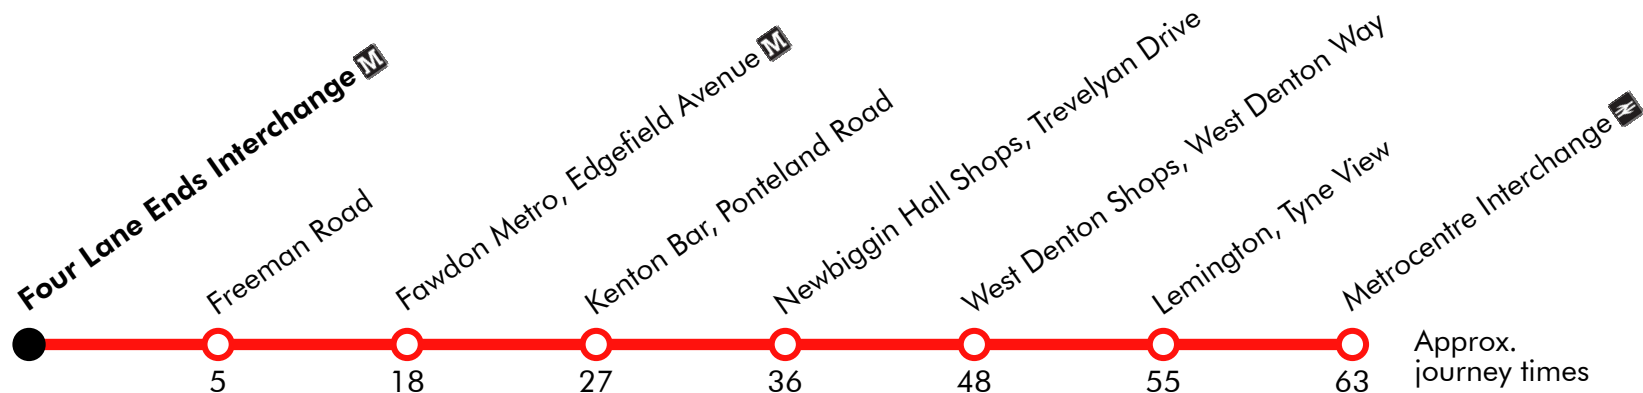 Four Lane Ends Interchange M
Freeman Road
Fawdon Metro, Edgefield Avenue M
Kenton Bar, Ponteland Road
Newbiggin Hall Shops, Trevelyan Drive
West Denton Shops, West Denton Way
Lemington, Tyne View
Metrocentre Interchange
5 18 27 36 48 55 63
Approx.
journey times